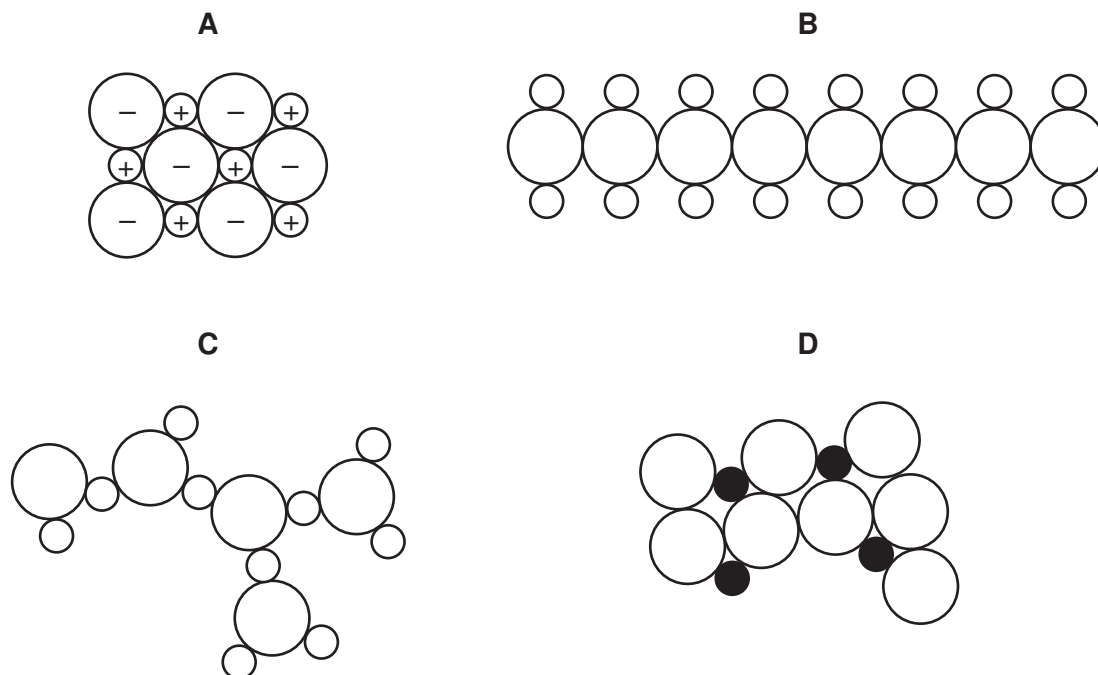 A
B
− + − +
+ − + −
− + − +
C
D